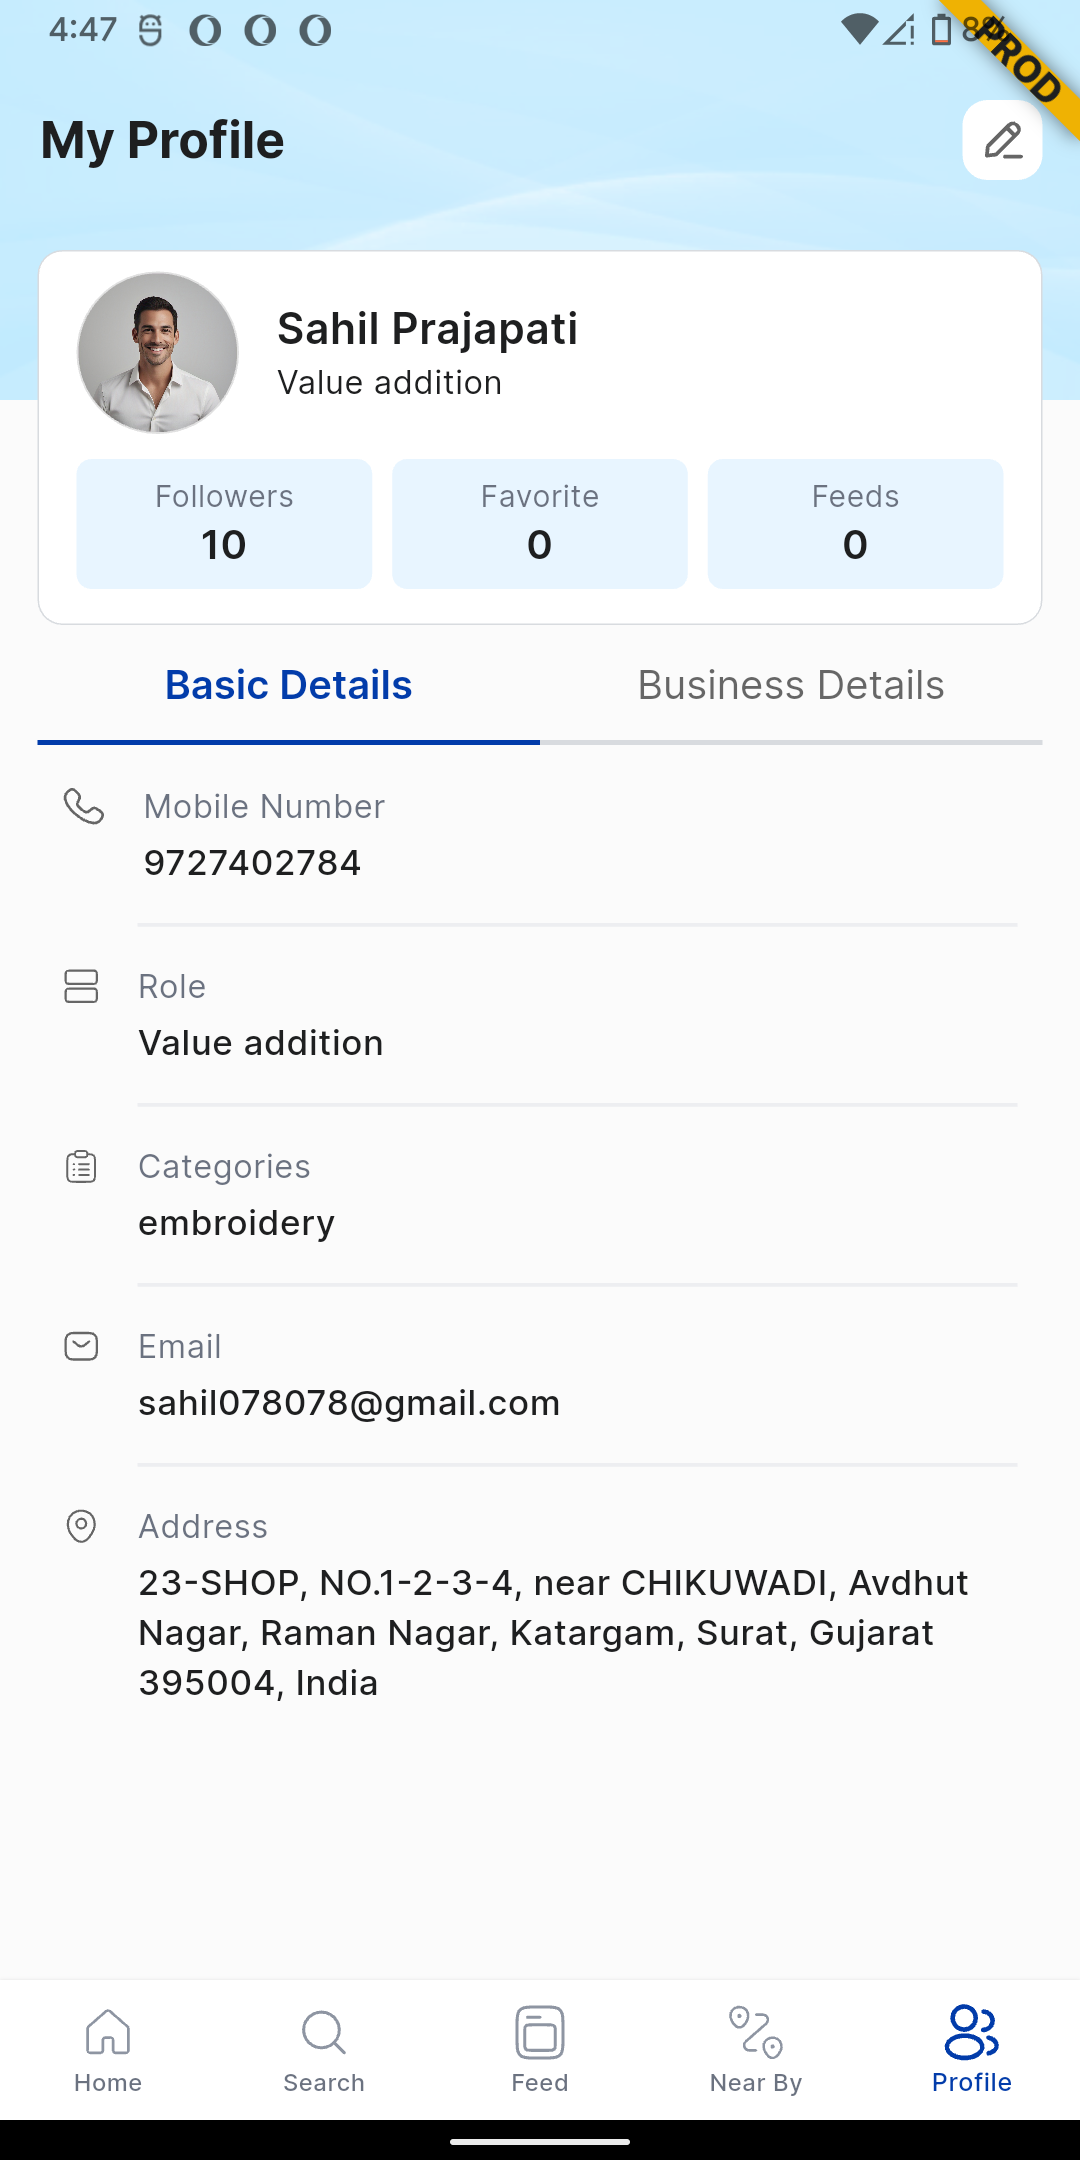 4:47
8%
PROD
My Profile
Sahil Prajapati
Value addition
Followers
10
Favorite
0
Feeds
0
Basic Details
Business Details
Mobile Number
9727402784
Role
Value addition
Categories
embroidery
Email
sahil078078@gmail.com
Address
23-SHOP, NO.1-2-3-4, near CHIKUWADI, Avdhut
Nagar, Raman Nagar, Katargam, Surat, Gujarat
395004, India
Home
Search
Feed
Near By
Profile